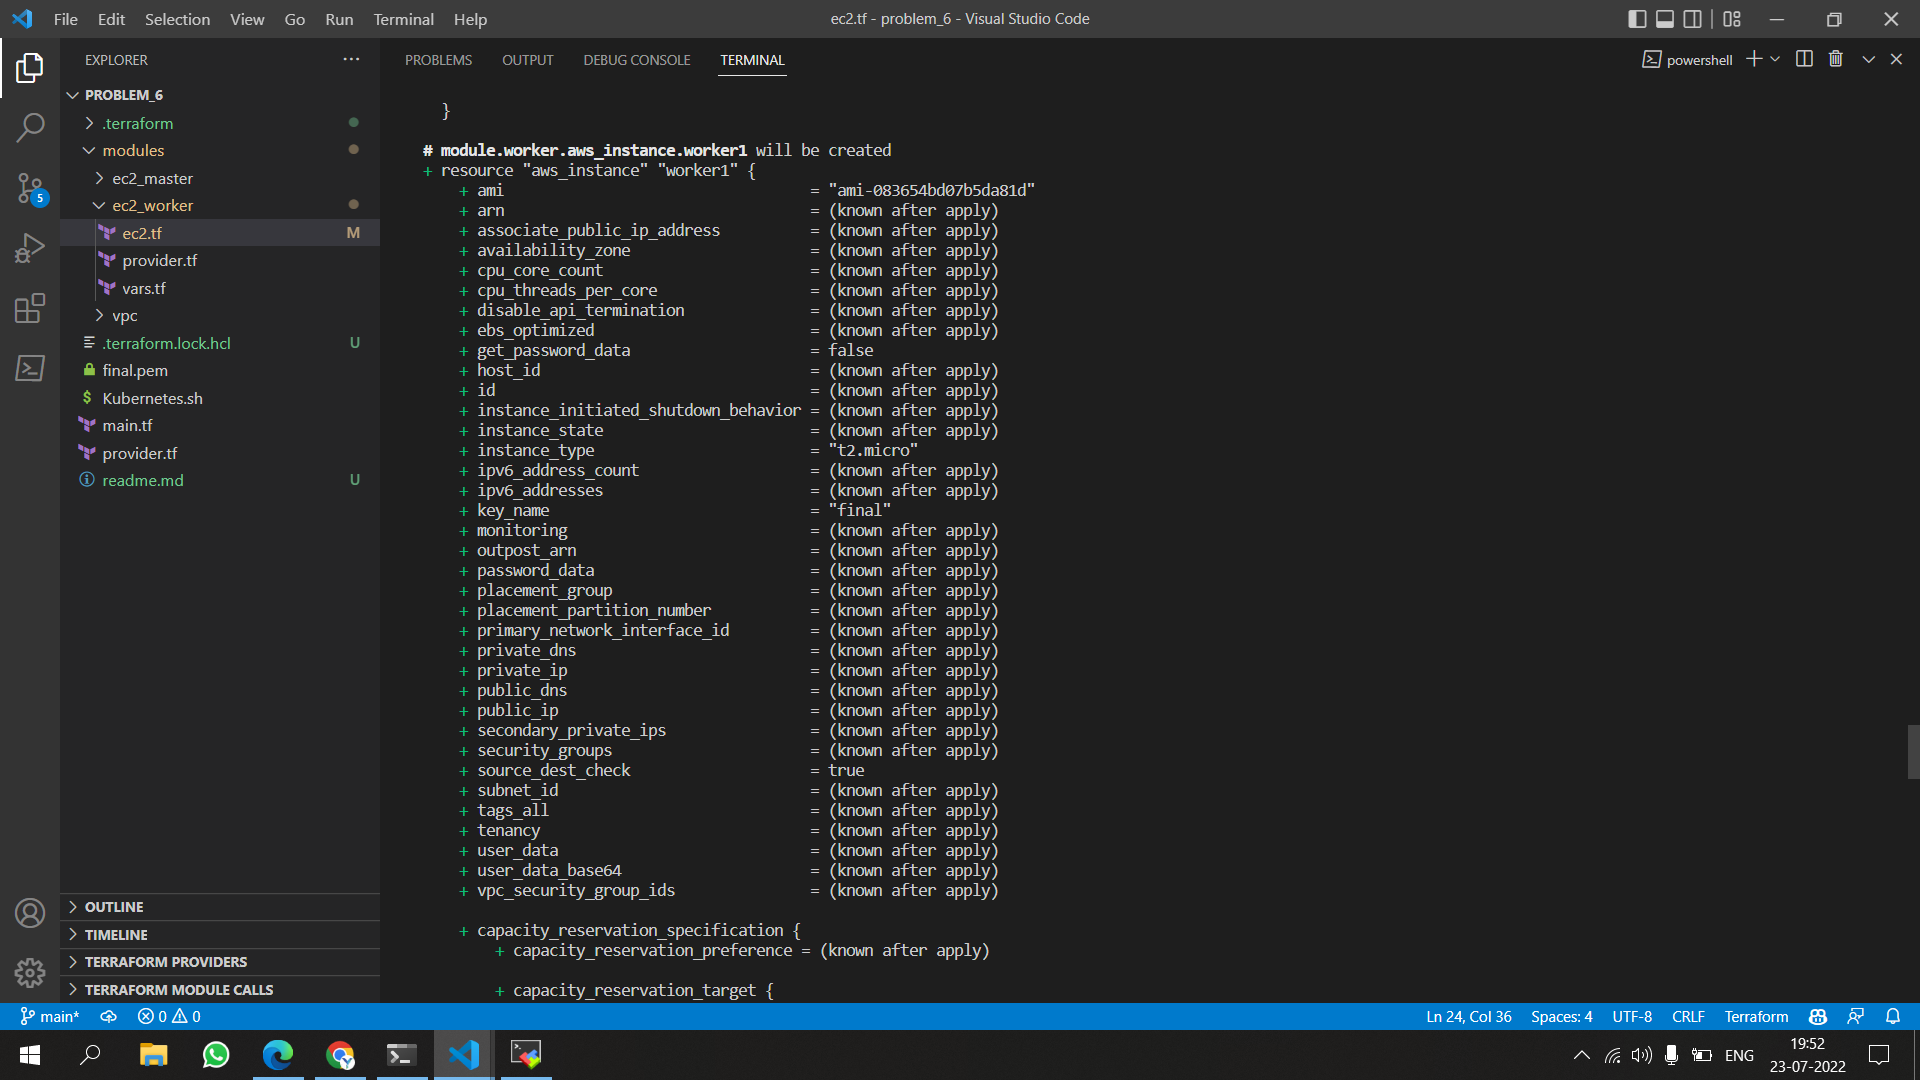 File Edit Selection View Go Run Terminal Help
ec2.tf - problem_6 - Visual Studio Code
EXPLORER
PROBLEM_6
.terraform
modules
ec2_master
ec2_worker
ec2.tf M
provider.tf
vars.tf
vpc
.terraform.lock.hcl U
final.pem
$ Kubernetes.sh
main.tf
provider.tf
readme.md U
OUTLINE
TIMELINE
TERRAFORM PROVIDERS
TERRAFORM MODULE CALLS
5
PROBLEMS OUTPUT DEBUG CONSOLE TERMINAL
powershell
}
# module.worker.aws_instance.worker1 will be created
+ resource "aws_instance" "worker1" {
+ ami = "ami-083654bd07b5da81d"
+ arn = (known after apply)
+ associate_public_ip_address = (known after apply)
+ availability_zone = (known after apply)
+ cpu_core_count = (known after apply)
+ cpu_threads_per_core = (known after apply)
+ disable_api_termination = (known after apply)
+ ebs_optimized = (known after apply)
+ get_password_data = false
+ host_id = (known after apply)
+ id = (known after apply)
+ instance_initiated_shutdown_behavior = (known after apply)
+ instance_state = (known after apply)
+ instance_type = "t2.micro"
+ ipv6_address_count = (known after apply)
+ ipv6_addresses = (known after apply)
+ key_name = "final"
+ monitoring = (known after apply)
+ outpost_arn = (known after apply)
+ password_data = (known after apply)
+ placement_group = (known after apply)
+ placement_partition_number = (known after apply)
+ primary_network_interface_id = (known after apply)
+ private_dns = (known after apply)
+ private_ip = (known after apply)
+ public_dns = (known after apply)
+ public_ip = (known after apply)
+ secondary_private_ips = (known after apply)
+ security_groups = (known after apply)
+ source_dest_check = true
+ subnet_id = (known after apply)
+ tags_all = (known after apply)
+ tenancy = (known after apply)
+ user_data = (known after apply)
+ user_data_base64 = (known after apply)
+ vpc_security_group_ids = (known after apply)
+ capacity_reservation_specification {
+ capacity_reservation_preference = (known after apply)
+ capacity_reservation_target {
main* 0 0
Ln 24, Col 36 Spaces: 4 UTF-8 CRLF Terraform
ENG
19:52
23-07-2022